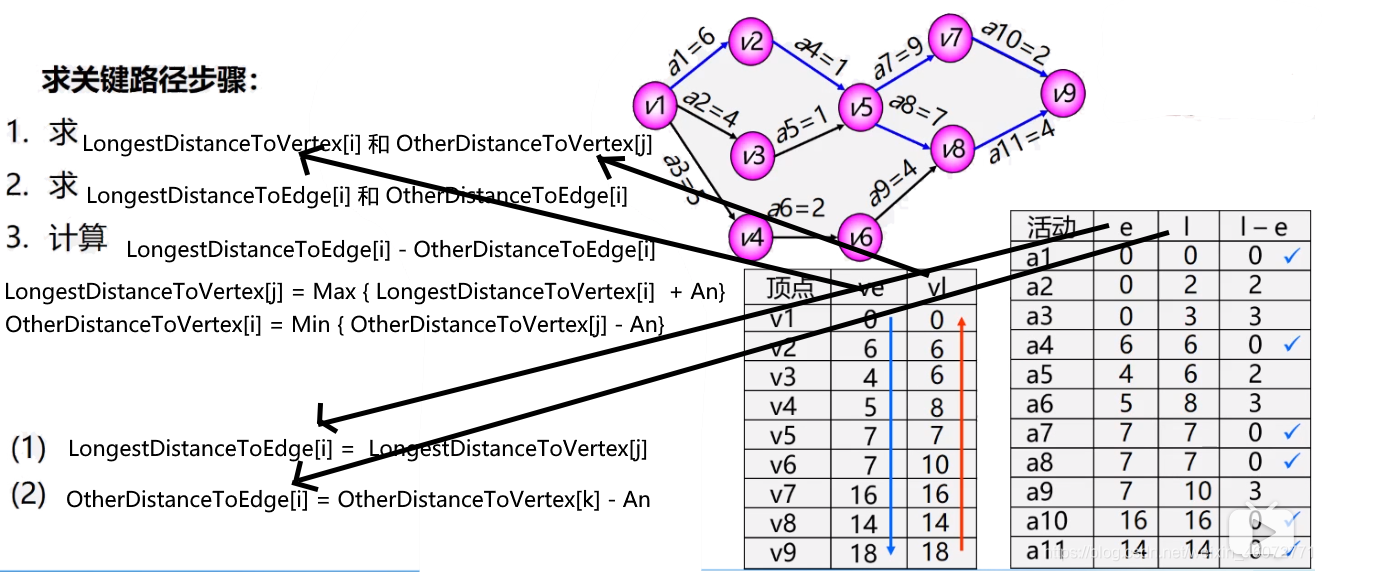 求关键路径步骤：
1. 求 LongestDistanceToVertex[i] 和 OtherDistanceToVertex[j]
2. 求 LongestDistanceToEdge[i] 和 OtherDistanceToEdge[i]
3. 计算 LongestDistanceToEdge[i] - OtherDistanceToEdge[i]
LongestDistanceToVertex[j] = Max { LongestDistanceToVertex[i] + An}
OtherDistanceToVertex[i] = Min { OtherDistanceToVertex[j] - An}
(1) LongestDistanceToEdge[i] = LongestDistanceToVertex[j]
(2) OtherDistanceToEdge[i] = OtherDistanceToVertex[k] - An
v1
v2
v3
v4
v5
v6
v7
v8
v9
a1=6
a2=4
a3=5
a4=1
a5=1
a6=2
a7=9
a8=7
a9=4
a10=2
a11=4
顶点 ve vl
v1 0 0
v2 6 6
v3 4 6
v4 5 8
v5 7 7
v6 7 10
v7 16 16
v8 14 14
v9 18 18
活动 e l l – e
a1 0 0 0 ✓
a2 0 2 2
a3 0 3 3
a4 6 6 0 ✓
a5 4 6 2
a6 5 8 3
a7 7 7 0 ✓
a8 7 7 0 ✓
a9 7 10 3
a10 16 16 0 ✓
a11 14 14 0 ✓